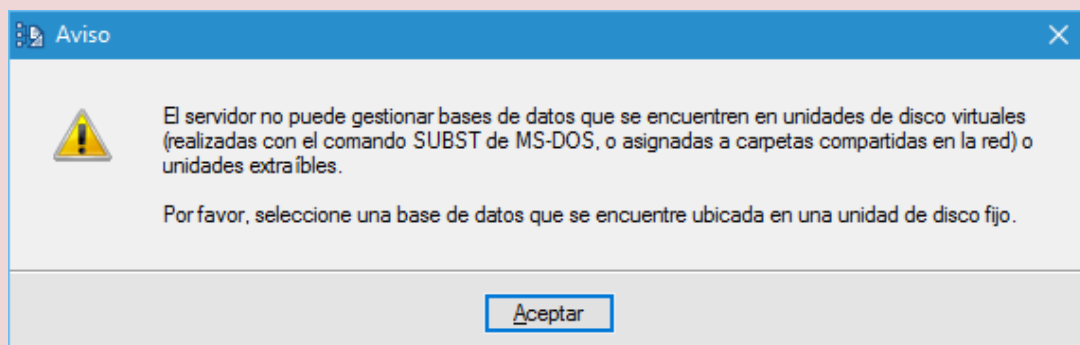 Aviso
El servidor no puede gestionar bases de datos que se encuentren en unidades de disco virtuales
(realizadas con el comando SUBST de MS-DOS, o asignadas a carpetas compartidas en la red) o
unidades extraíbles.
Por favor, seleccione una base de datos que se encuentre ubicada en una unidad de disco fijo.
Aceptar